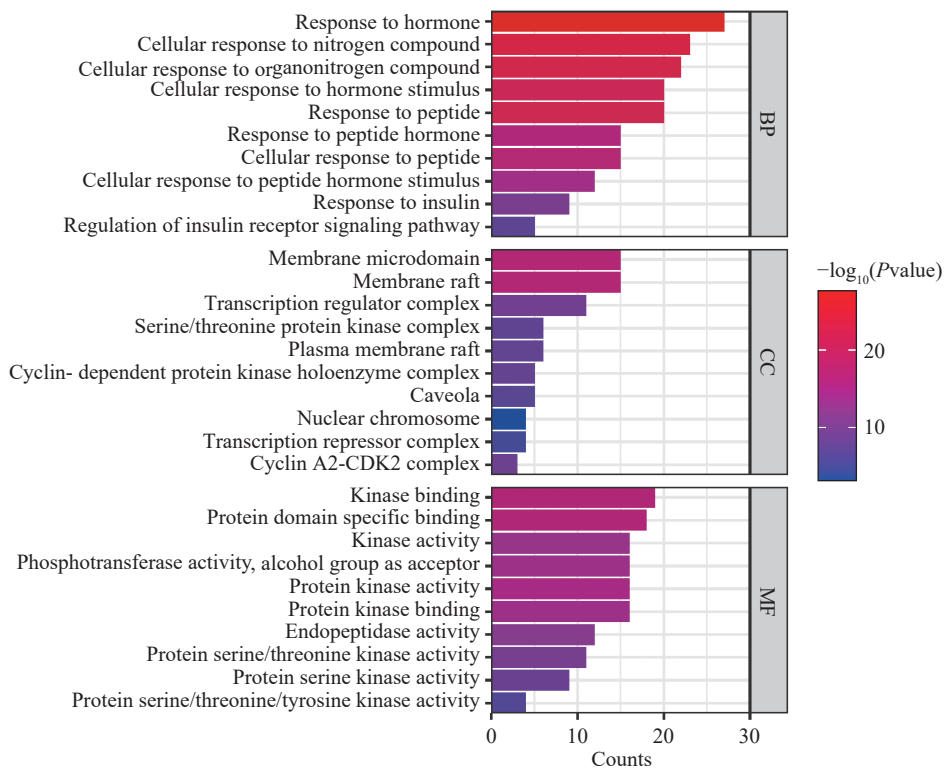 Response to hormone
Cellular response to nitrogen compound
Cellular response to organonitrogen compound
Cellular response to hormone stimulus
Response to peptide
Response to peptide hormone
Cellular response to peptide
Cellular response to peptide hormone stimulus
Response to insulin
Regulation of insulin receptor signaling pathway
BP
Membrane microdomain
Membrane raft
Transcription regulator complex
Serine/threonine protein kinase complex
Plasma membrane raft
Cyclin- dependent protein kinase holoenzyme complex
Caveola
Nuclear chromosome
Transcription repressor complex
Cyclin A2-CDK2 complex
CC
Kinase binding
Protein domain specific binding
Kinase activity
Phosphotransferase activity, alcohol group as acceptor
Protein kinase activity
Protein kinase binding
Endopeptidase activity
Protein serine/threonine kinase activity
Protein serine kinase activity
Protein serine/threonine/tyrosine kinase activity
MF
0 10 20 30
Counts
−log₁₀(Pvalue)
20
10